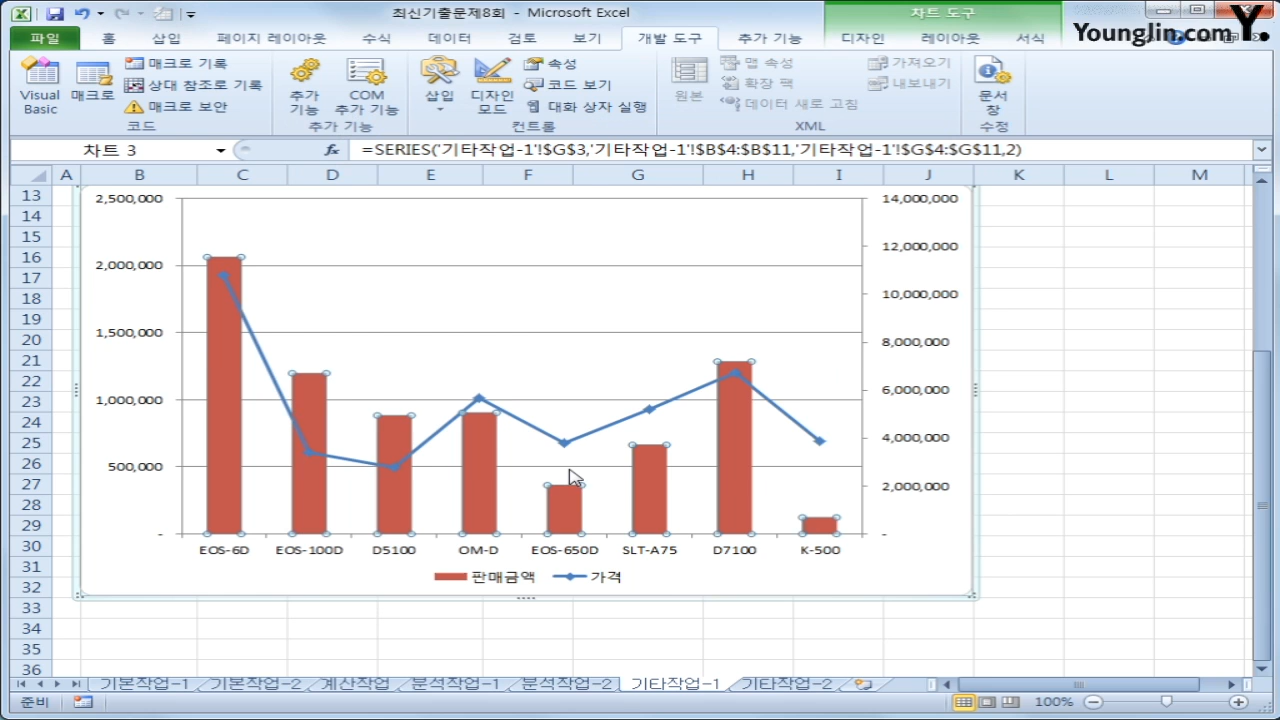 최신기출문제8회 - Microsoft Excel
차트 도구
Younglin.com Y.
파일 홈 삽입 페이지 레이아웃 수식 데이터 검토 보기 개발 도구 추가 기능 디자인 레이아웃 서식
Visual Basic
매크로
매크로 기록
상대 참조로 기록
매크로 보안
코드
추가 기능
COM 추가 기능
추가 기능
삽입
디자인 모드
속성
코드 보기
대화 상자 실행
컨트롤
원본
맵 속성
확장 팩
데이터 새로 고침
가져오기
내보내기
XML
문서 창
수정
차트 3
fx
=SERIES('기타작업-1'!$G$3,'기타작업-1'!$B$4:$B$11,'기타작업-1'!$G$4:$G$11,2)
A B C D E F G H I J K L M
13
14
15
16
17
18
19
20
21
22
23
24
25
26
27
28
29
30
31
32
33
34
35
36
2,500,000
2,000,000
1,500,000
1,000,000
500,000
-
14,000,000
12,000,000
10,000,000
8,000,000
6,000,000
4,000,000
2,000,000
-
EOS-6D EOS-100D D5100 OM-D EOS-650D SLT-A75 D7100 K-500
판매금액 가격
기본작업-1 기본작업-2 계산작업 분석작업-1 분석작업-2 기타작업-1 기타작업-2
준비
100%